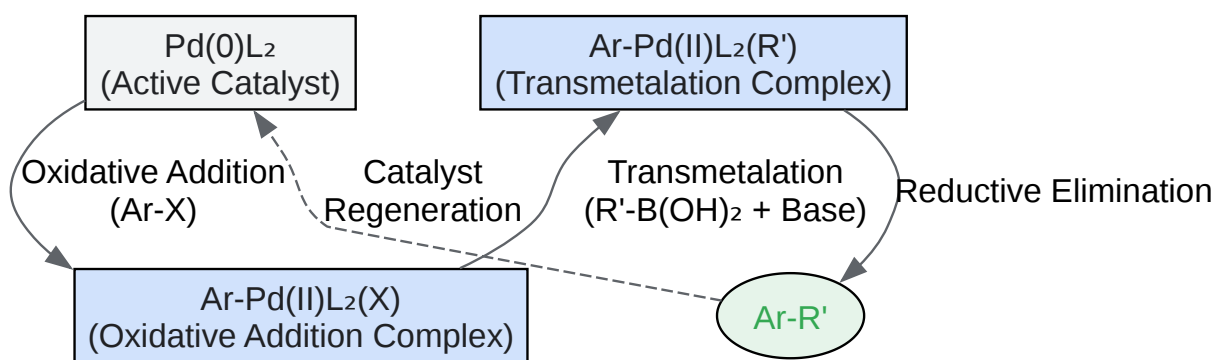 Pd(0)L₂
(Active Catalyst)
Ar-Pd(II)L₂(R')
(Transmetalation Complex)
Oxidative Addition
(Ar-X)
Catalyst
Regeneration
Transmetalation
(R'-B(OH)₂ + Base)
Reductive Elimination
Ar-Pd(II)L₂(X)
(Oxidative Addition Complex)
Ar-R'